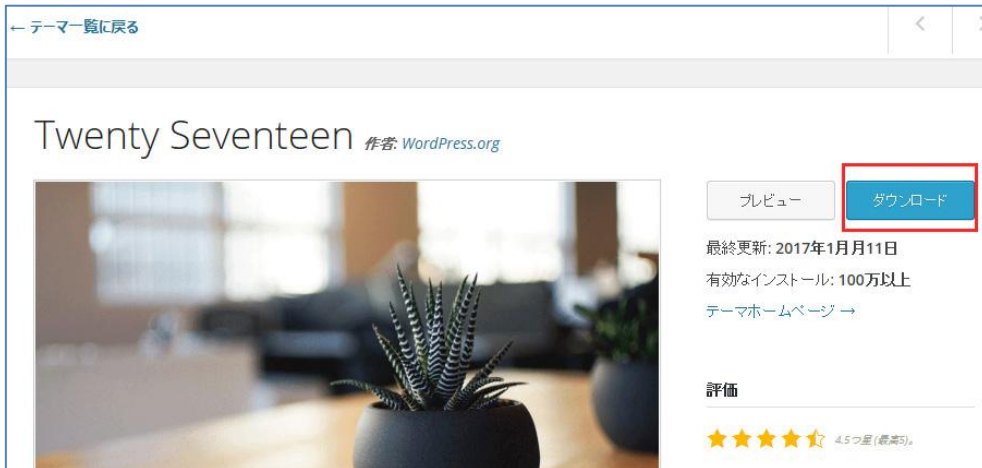 ← テーマ一覧に戻る
Twenty Seventeen 作者: WordPress.org
プレビュー
ダウンロード
最終更新: 2017年1月月11日
有効なインストール: 100万以上
テーマホームページ →
評価
4.5つ星 (最高5)。